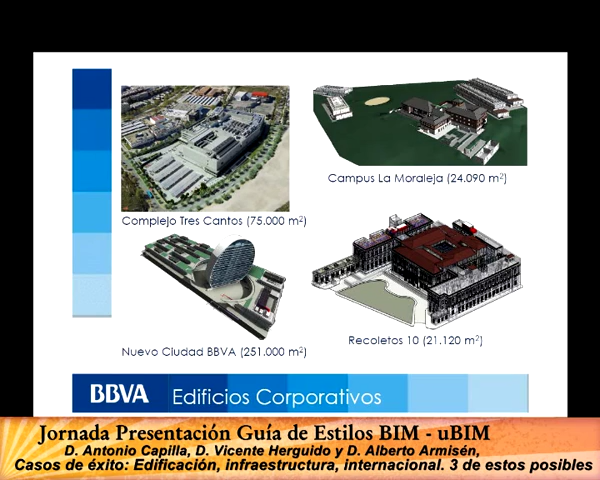 Campus La Moraleja (24.090 m²)
Complejo Tres Cantos (75.000 m²)
Recoletos 10 (21.120 m²)
Nuevo Ciudad BBVA (251.000 m²)
BBVA Edificios Corporativos
Jornada Presentación Guía de Estilos BIM - uBIM
D. Antonio Capilla, D. Vicente Herguido y D. Alberto Armisén,
Casos de éxito: Edificación, infraestructura, internacional. 3 de estos posibles